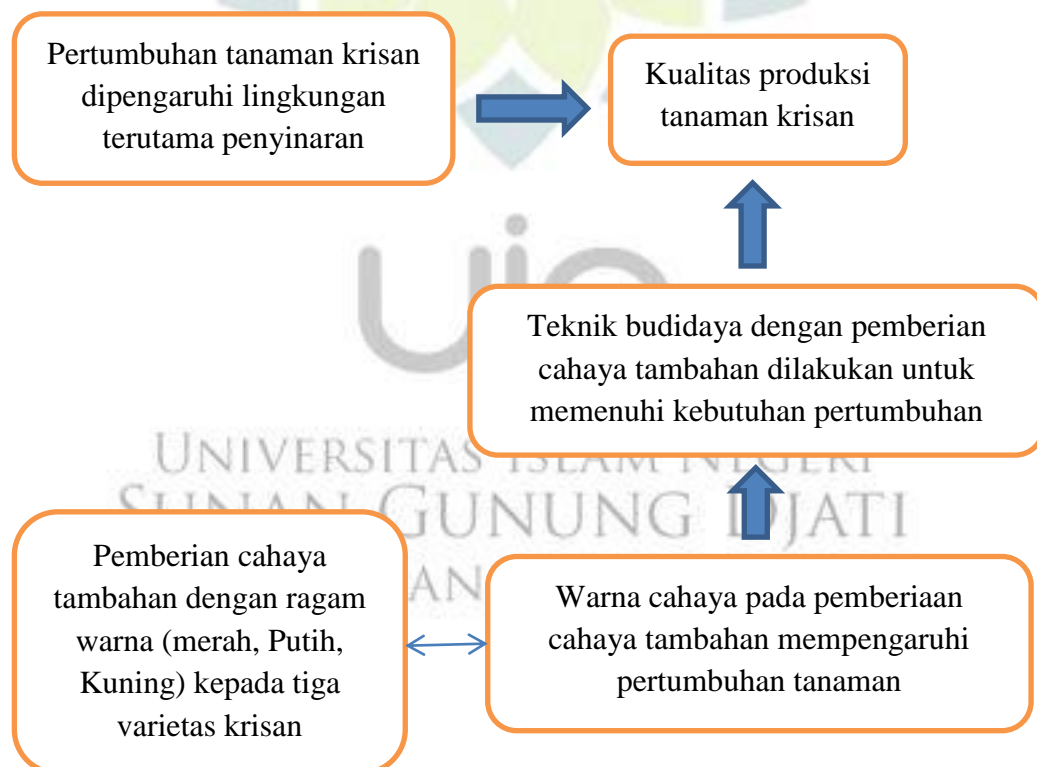 Pertumbuhan tanaman krisan
dipengaruhi lingkungan
terutama penyinaran
Kualitas produksi
tanaman krisan
Teknik budidaya dengan pemberian
cahaya tambahan dilakukan untuk
memenuhi kebutuhan pertumbuhan
uin
UNIVERSITAS ISLAM NEGERI
SUNAN GUNUNG DJATI
Pemberian cahaya
tambahan dengan ragam
warna (merah, Putih,
Kuning) kepada tiga
varietas krisan
Warna cahaya pada pemberiaan
cahaya tambahan mempengaruhi
pertumbuhan tanaman